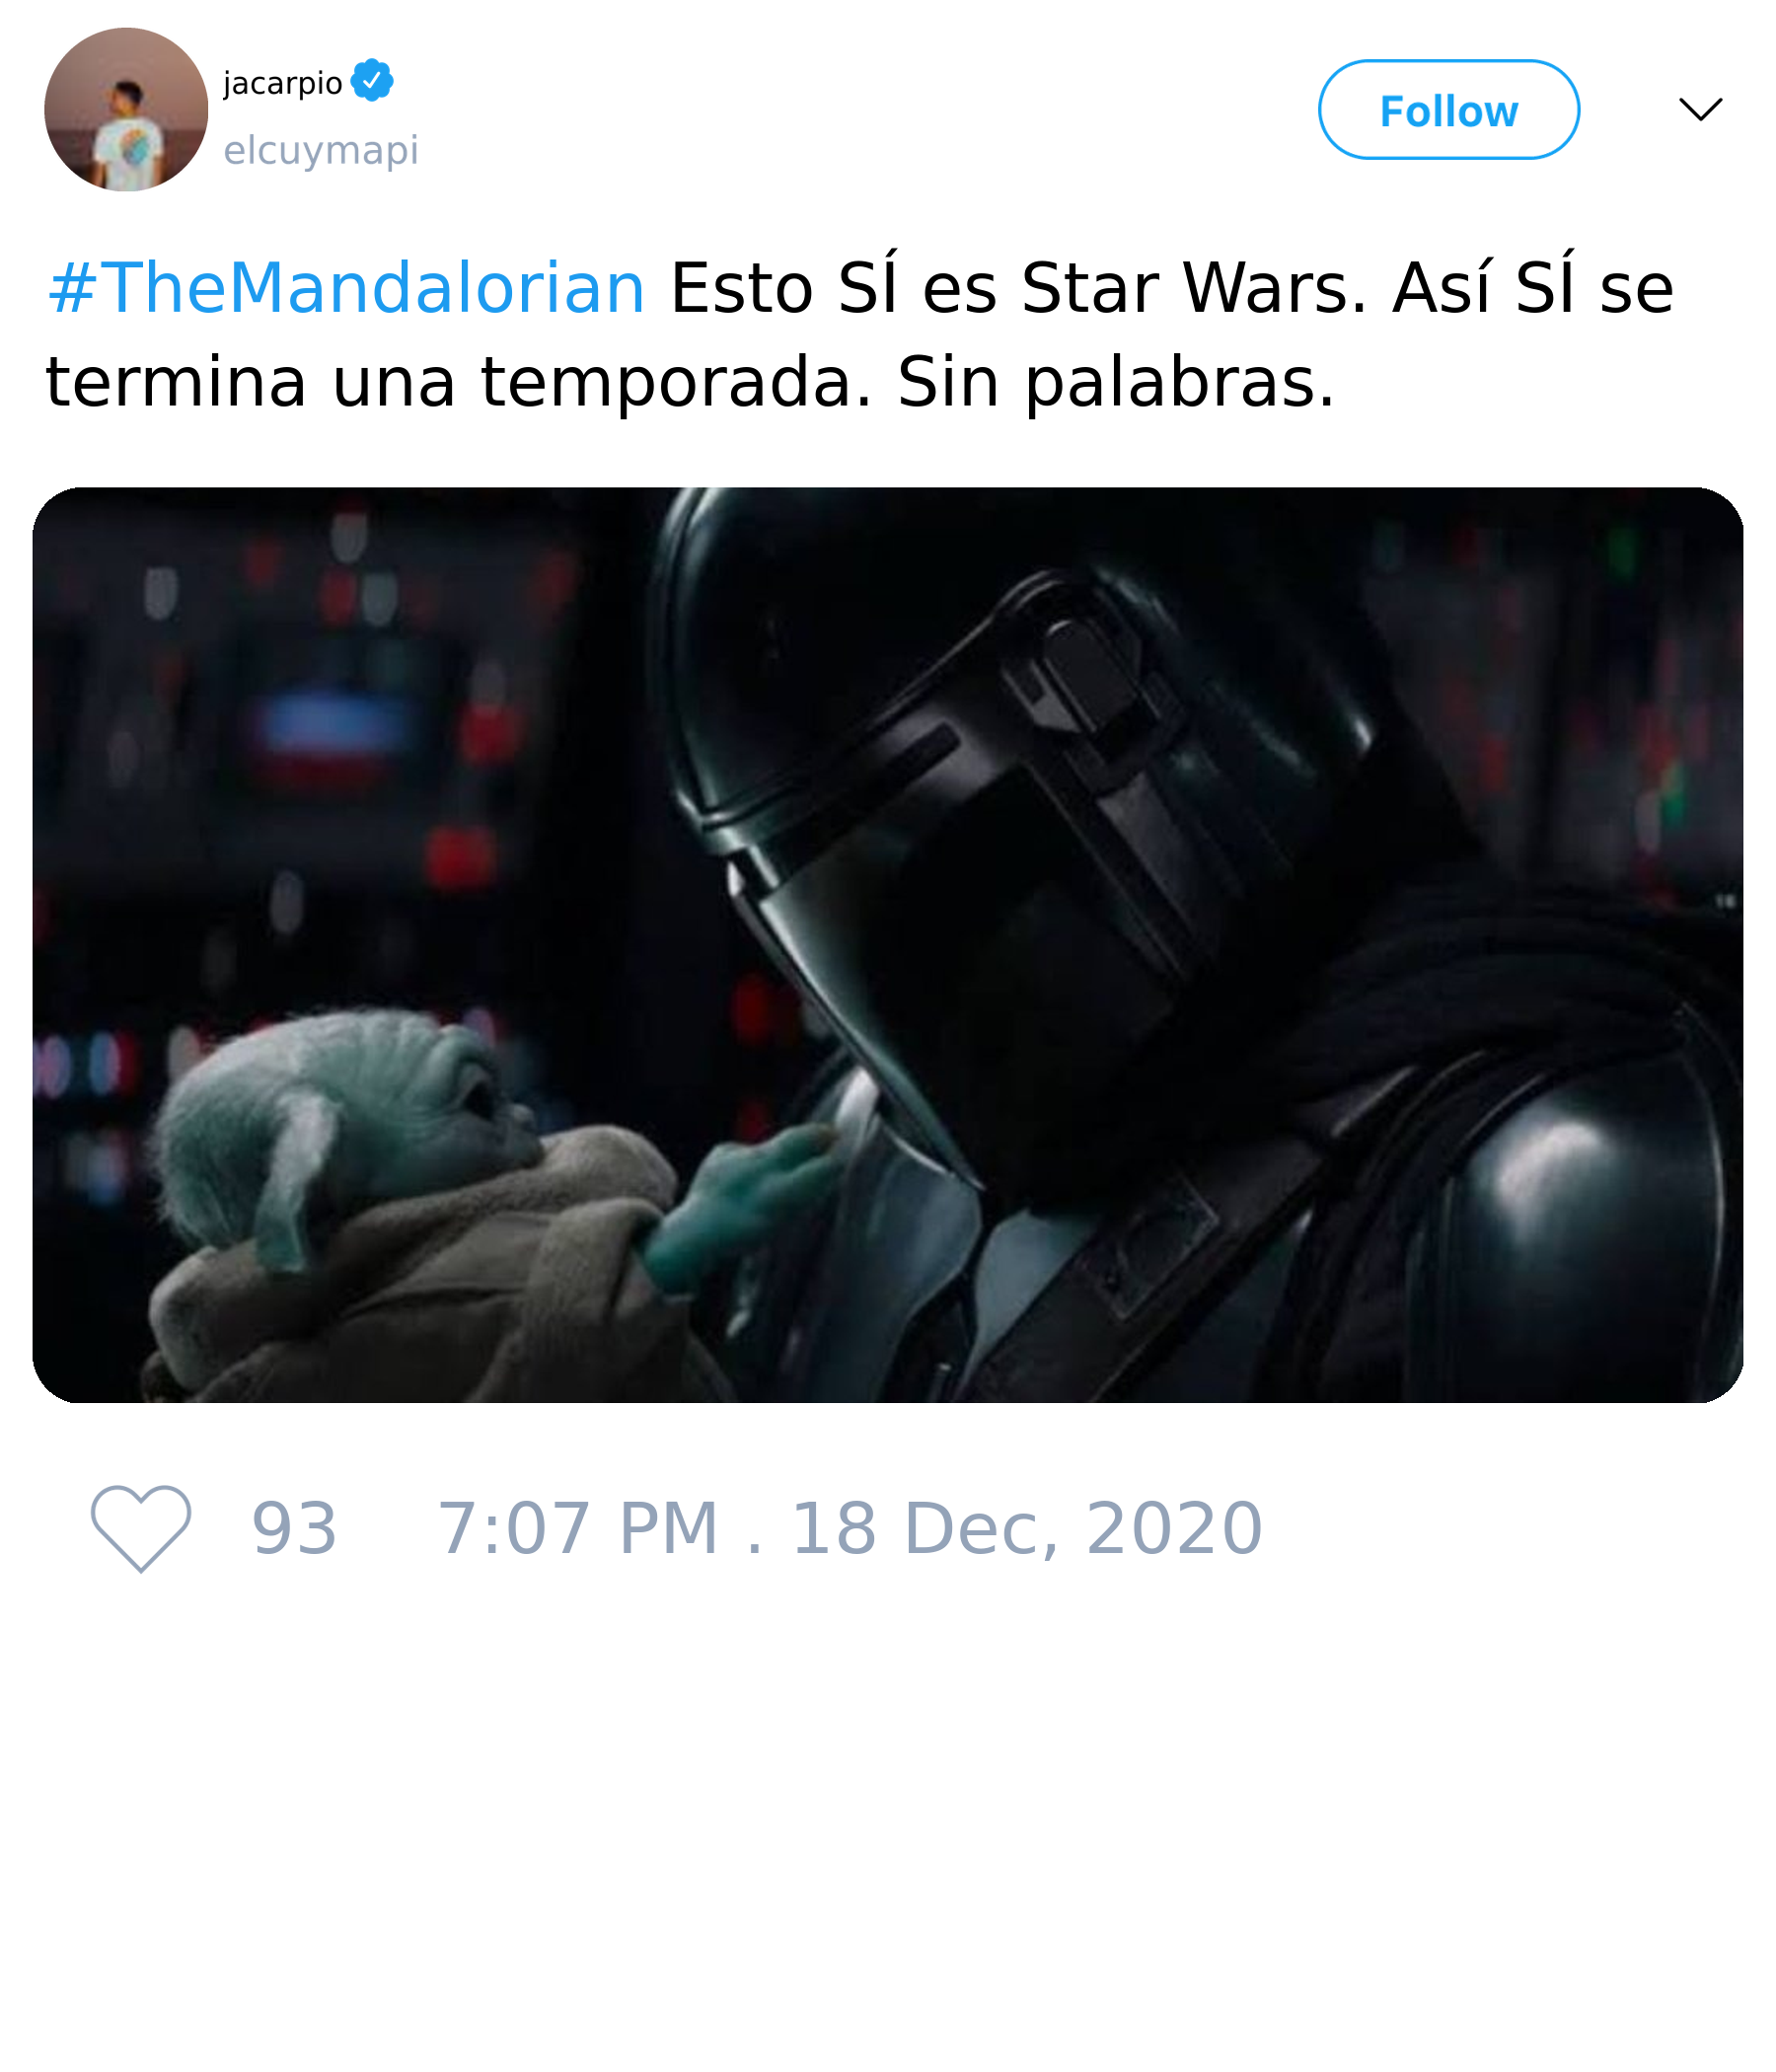 jacarpio
elcuymapi
Follow
#TheMandalorian Esto SÍ es Star Wars. Así SÍ se
termina una temporada. Sin palabras.
93 7:07 PM . 18 Dec, 2020